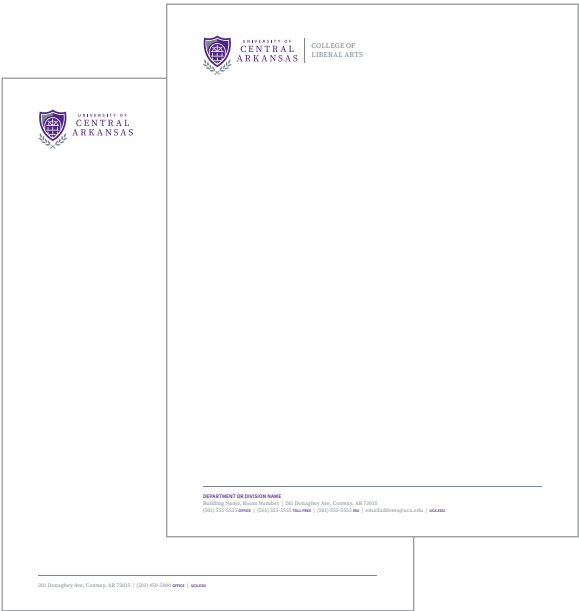 UNIVERSITY OF
CENTRAL
ARKANSAS
COLLEGE OF
LIBERAL ARTS
DEPARTMENT OR DIVISION NAME
Building Name, Room Number | 201 Donaghey Ave, Conway, AR 72035
(501) 555-5555 OFFICE | (501) 555-5555 TOLL FREE | (501) 555-5555 FAX | emailaddress@uca.edu | UCA.EDU
UNIVERSITY OF
CENTRAL
ARKANSAS
201 Donaghey Ave, Conway, AR 72035 | (501) 450-5000 OFFICE | UCA.EDU